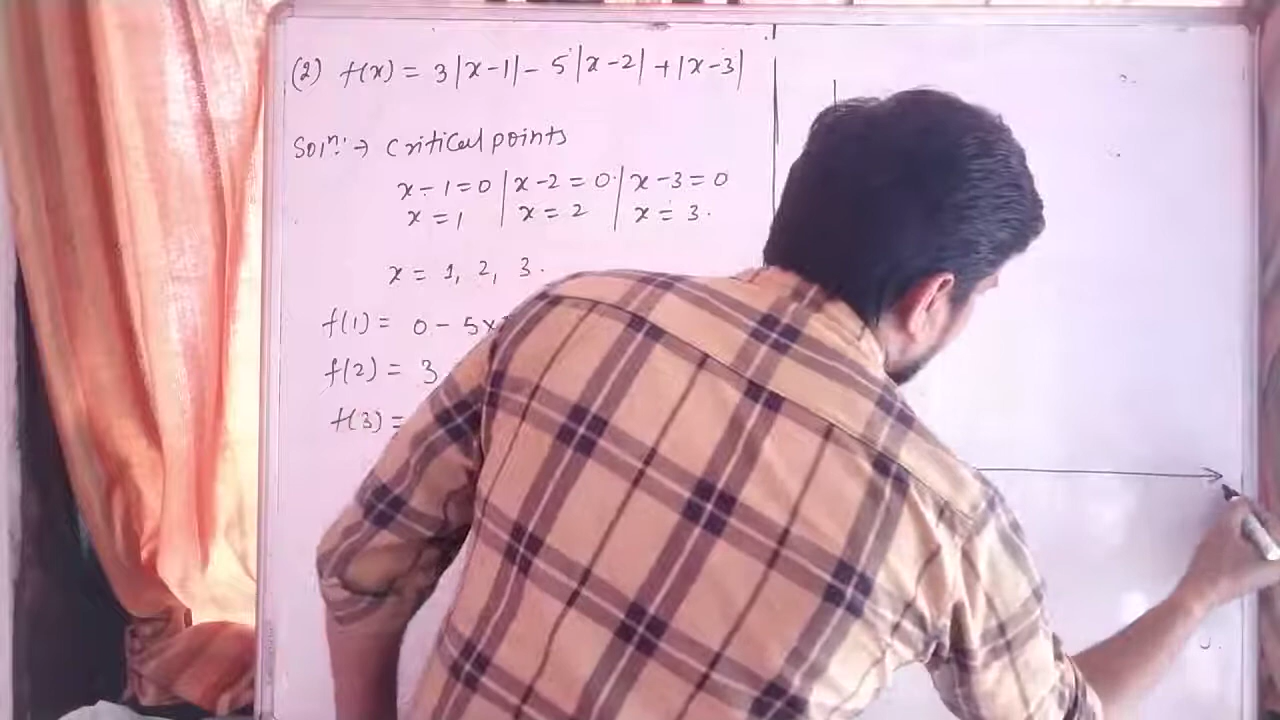 (2) f(x) = 3|x-1| - 5|x-2| + |x-3|
Soln: → Critical points
x-1=0 | x-2=0 | x-3=0
x=1 | x=2 | x=3.
x = 1, 2, 3.
f(1) = 0 - 5x
f(2) = 3
f(3) =